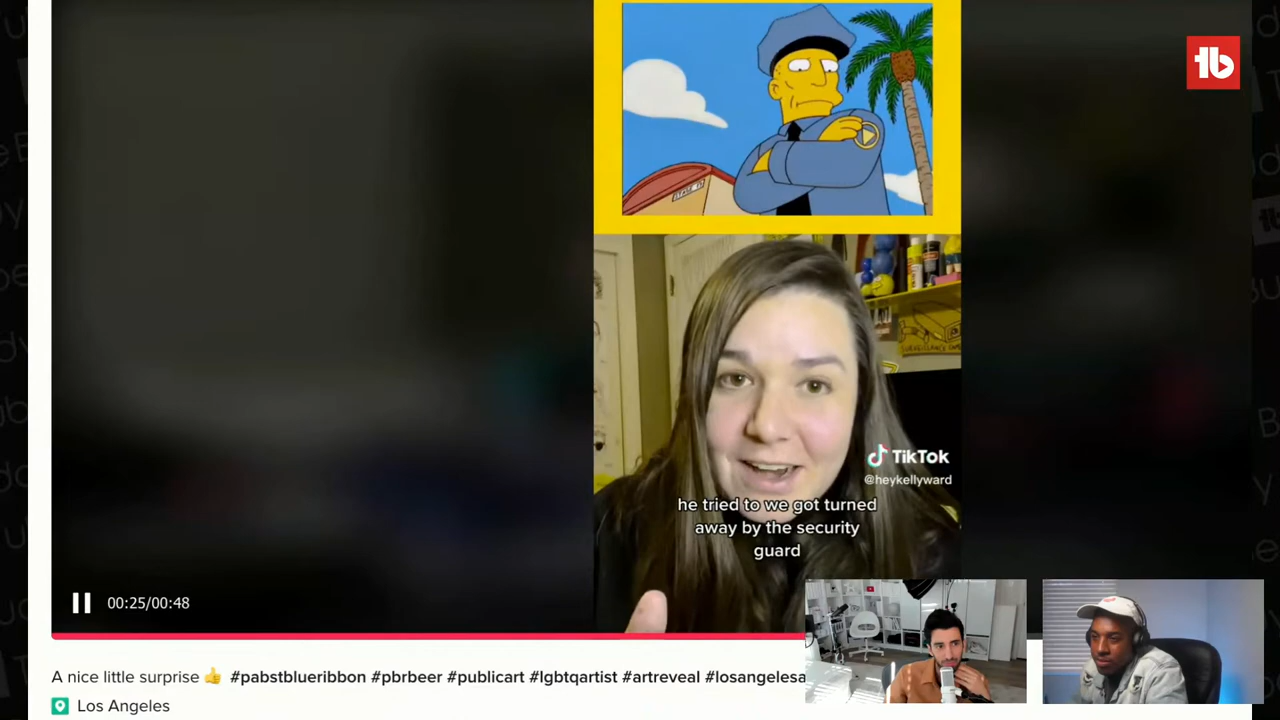 TikTok
@heykellyward
he tried to we got turned
away by the security
guard
00:25/00:48
A nice little surprise 👍 #pabstblueribbon #pbrbeer #publicart #lgbtqartist #artreveal #losangelesa
Los Angeles